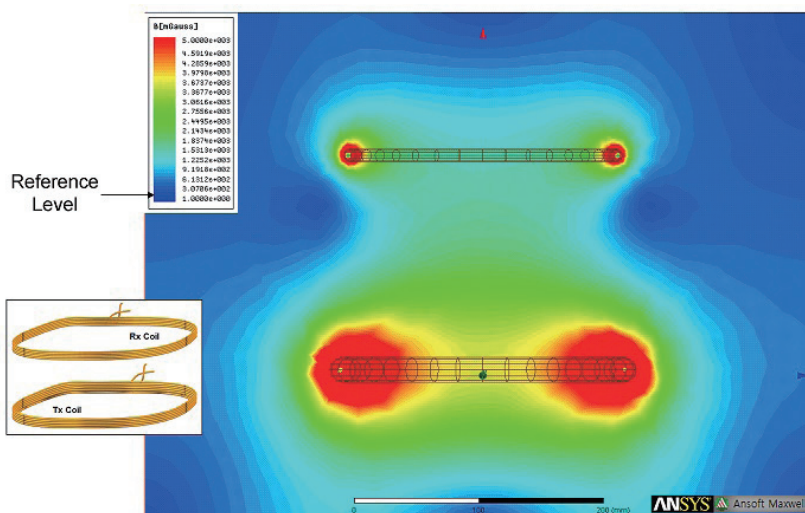 B[mGauss]
5.0000e+003
4.5919e+003
4.2859e+003
3.9798e+003
3.6737e+003
3.3677e+003
3.0616e+003
2.7556e+003
2.4495e+003
2.1434e+003
1.8374e+003
1.5313e+003
1.2252e+003
9.1918e+002
6.1312e+002
3.0706e+002
1.0000e+000
Reference
Level
Rx Coil
Tx Coil
0
100
200 (mm)
ANSYS
Ansoft Maxwell